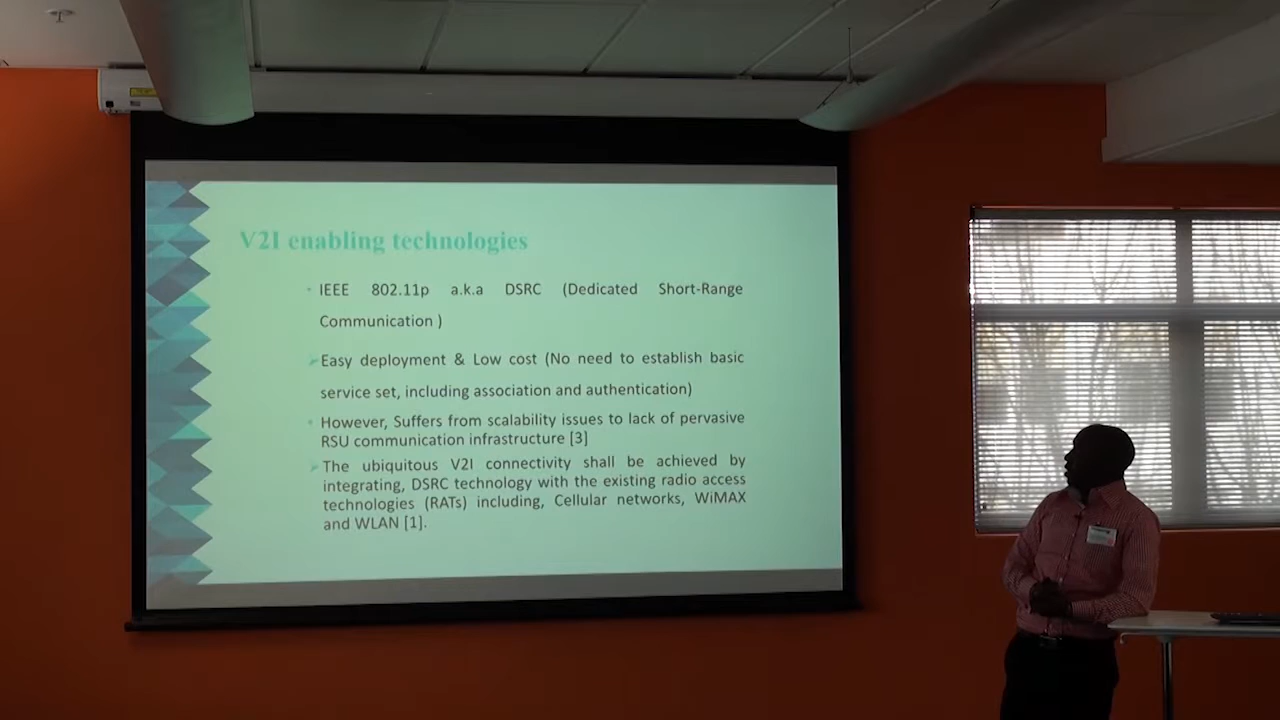 V2I enabling technologies
IEEE 802.11p a.k.a DSRC (Dedicated Short-Range
Communication )
Easy deployment & Low cost (No need to establish basic
service set, including association and authentication)
However, Suffers from scalability issues to lack of pervasive
RSU communication infrastructure [3]
The ubiquitous V2I connectivity shall be achieved by
integrating, DSRC technology with the existing radio access
technologies (RATs) including, Cellular networks, WiMAX
and WLAN [1].